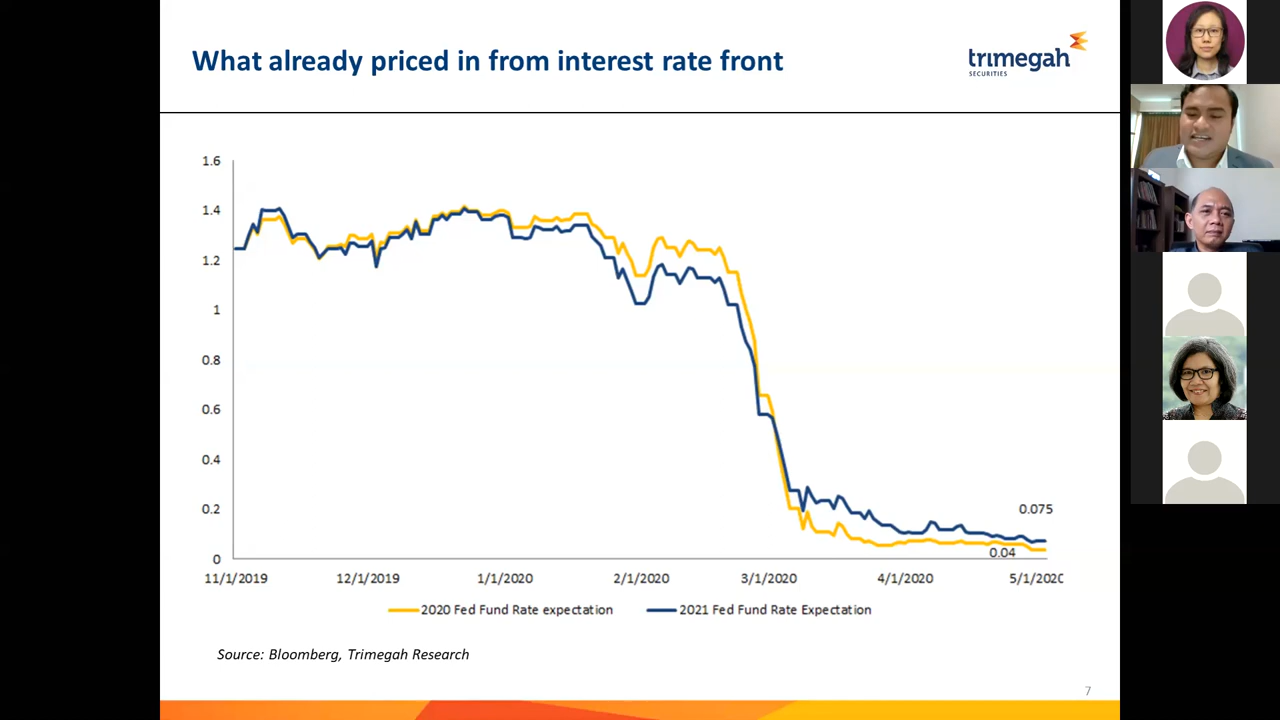 What already priced in from interest rate front
trimegah
SECURITIES
1.6
1.4
1.2
1
0.8
0.6
0.4
0.2
0
0.075
0.04
11/1/2019 12/1/2019 1/1/2020 2/1/2020 3/1/2020 4/1/2020 5/1/2020
2020 Fed Fund Rate expectation 2021 Fed Fund Rate Expectation
Source: Bloomberg, Trimegah Research
7